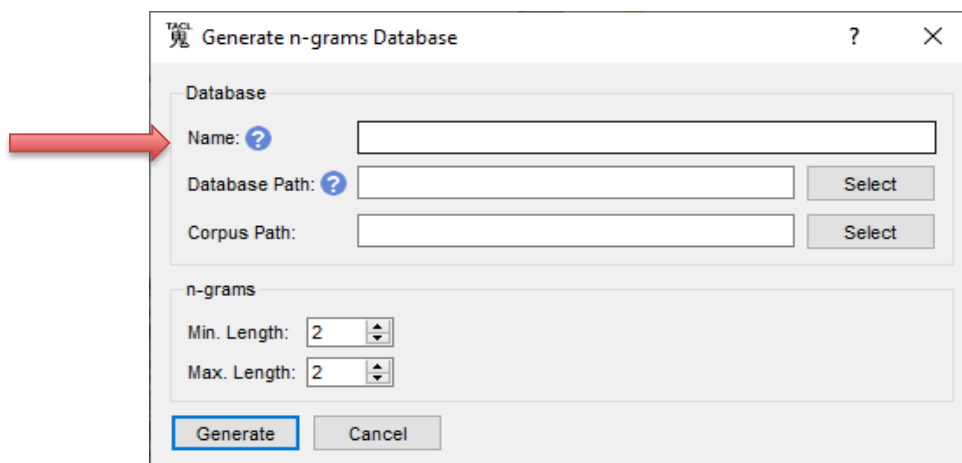 TACL
鬼 Generate n-grams Database ?
Database
Name: ?
Database Path: ? Select
Corpus Path: Select
n-grams
Min. Length: 2
Max. Length: 2
Generate Cancel